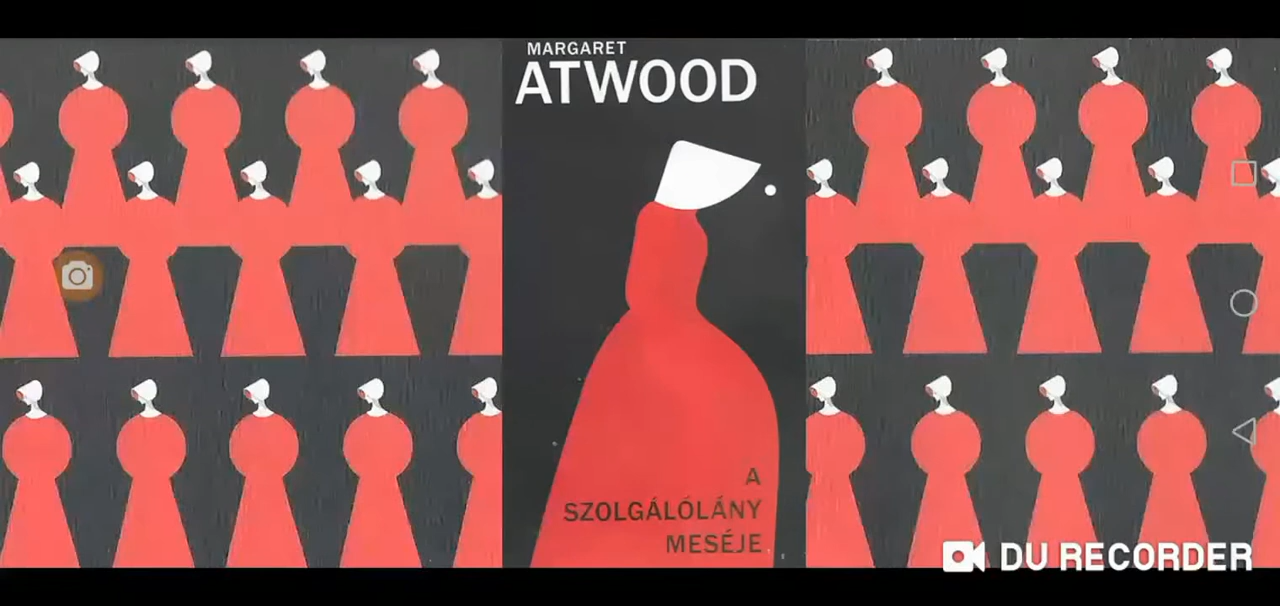 MARGARET
ATWOOD
A
SZOLGÁLÓLÁNY
MESÉJE
DU RECORDER